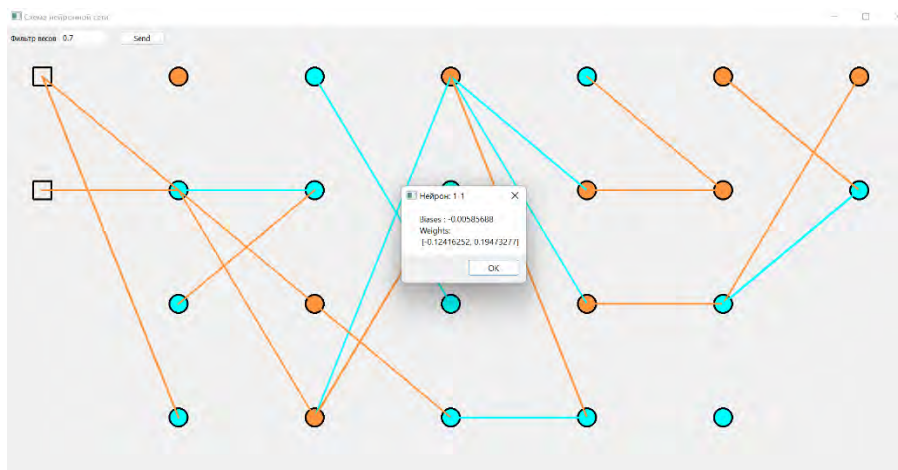 Схема нейронной сети
Фильтр весов 0.7 Send
Нейрон: 1-1
Biases : -0.00585688
Weights:
[-0.12416252, 0.19473277]
OK